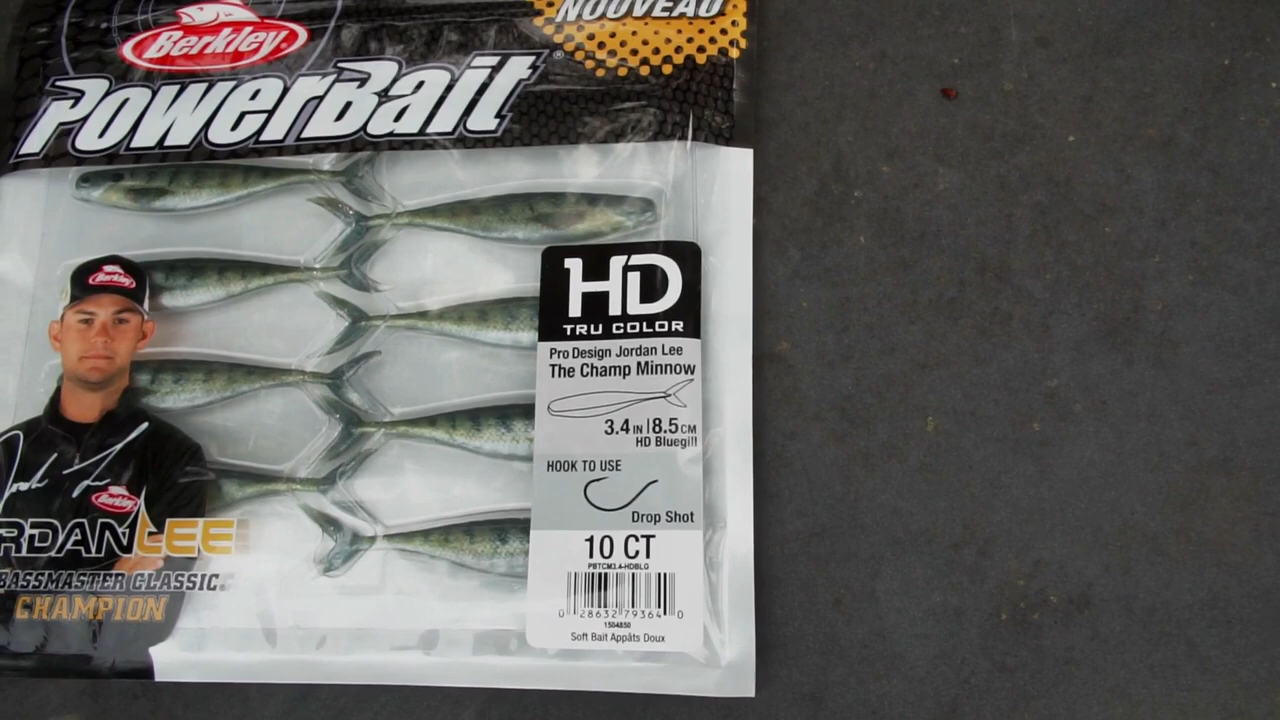 NOUVEAU
Berkley
PowerBait®
HD
TRU COLOR
Pro Design Jordan Lee
The Champ Minnow
3.4 IN | 8.5 CM
HD Bluegill
HOOK TO USE
Drop Shot
10 CT
PBTCM3.4-HDBLG
0 28632 79364 0
1504850
Soft Bait Appâts Doux
Berkley
Berkley
RDAN LEE
BASSMASTER CLASSIC
CHAMPION